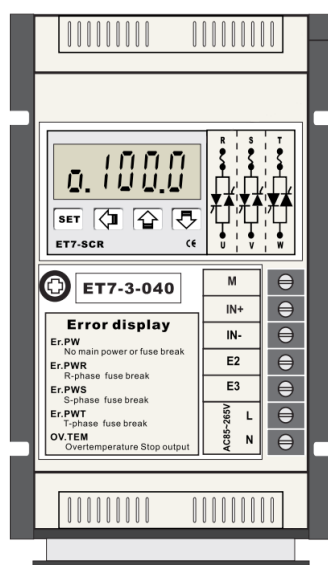 R S T
o.100.0
SET
U V W
ET7-SCR CE
ET7-3-040
Error display
Er.PW
No main power or fuse break
Er.PWR
R-phase fuse break
Er.PWS
S-phase fuse break
Er.PWT
T-phase fuse break
OV.TEM
Overtemperature Stop output
M
IN+
IN-
E2
E3
AC85~265V
L
N